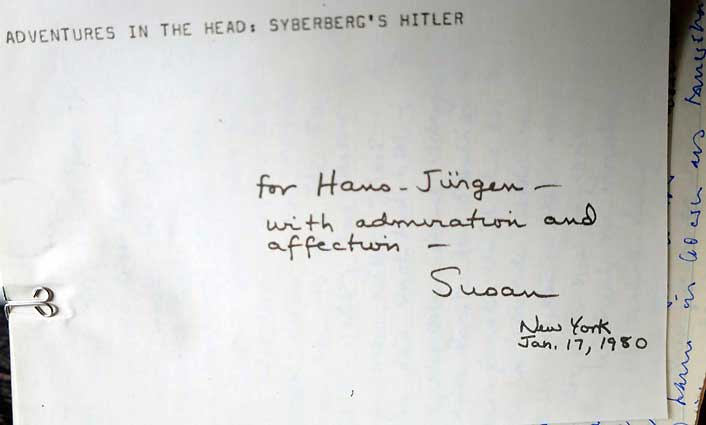 ADVENTURES IN THE HEAD: SYBERBERG'S HITLER
for Hans-Jürgen —
with admiration and
affection —
Susan
New York
Jan. 17, 1980